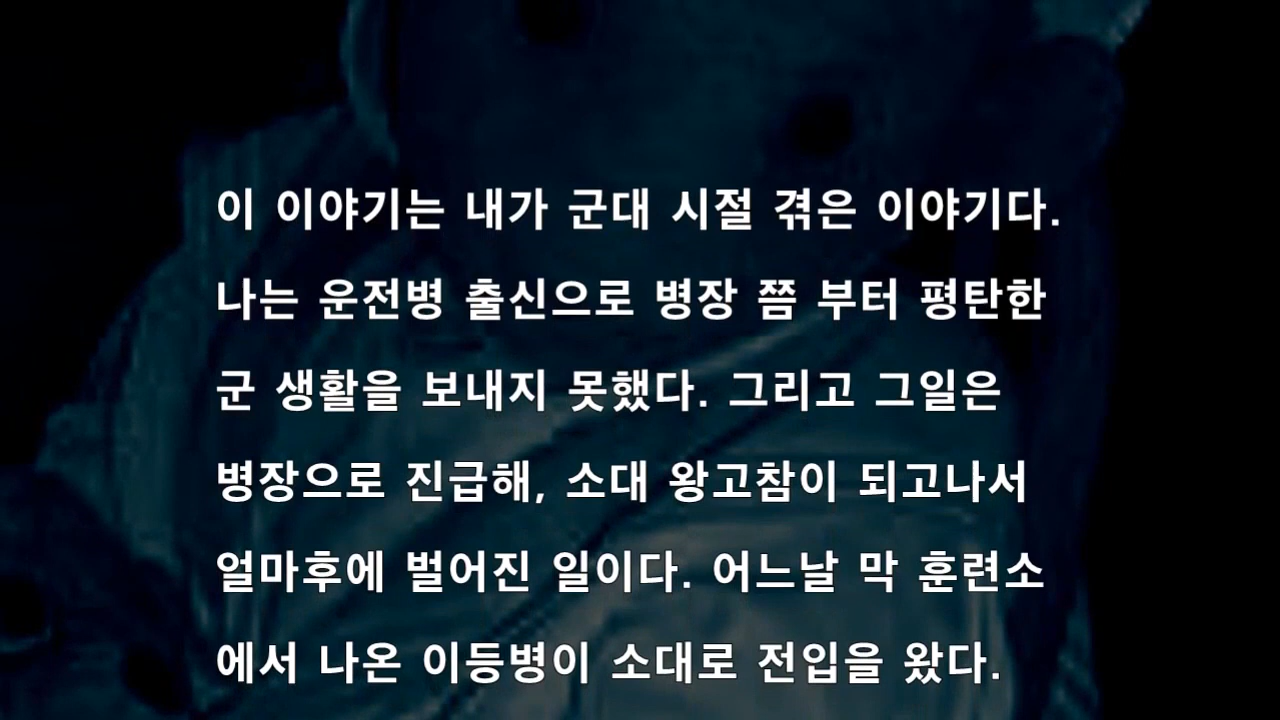 이 이야기는 내가 군대 시절 겪은 이야기다.
나는 운전병 출신으로 병장 쯤 부터 평탄한
군 생활을 보내지 못했다. 그리고 그일은
병장으로 진급해, 소대 왕고참이 되고나서
얼마후에 벌어진 일이다. 어느날 막 훈련소
에서 나온 이등병이 소대로 전입을 왔다.